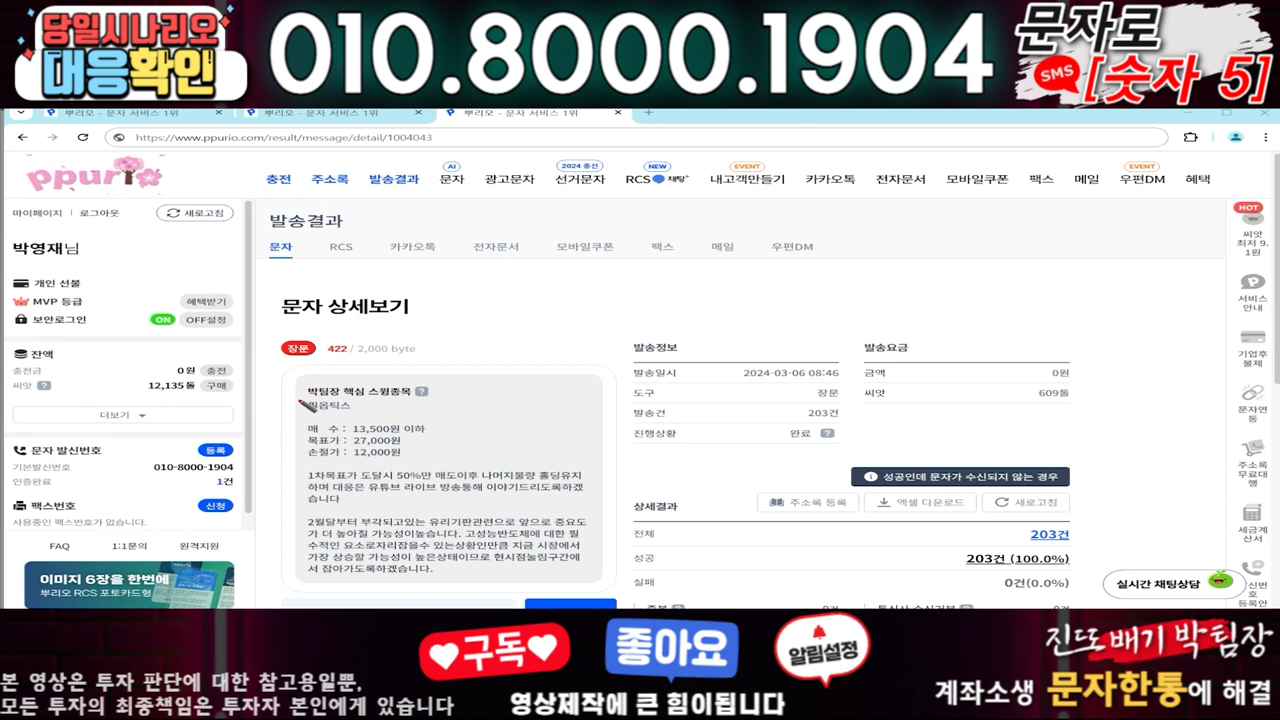 당일시나리오
대응확인
010.8000.1904
문자로
SMS
[숫자 5]
뿌리오 - 문자 서비스 1위
뿌리오 - 문자 서비스 1위
뿌리오 - 문자 서비스 1위
https://www.ppurio.com/result/message/detail/1004043
ppurio
충전
주소록
발송결과
AI
문자
광고문자
2024 총선
선거문자
NEW
RCS 채팅+
EVENT
내고객만들기
카카오톡
전자문서
모바일쿠폰
팩스
메일
EVENT
우편DM
혜택
마이페이지 | 로그아웃
새로고침
박영재님
개인 선불
MVP 등급 혜택받기
보안로그인 ON OFF설정
잔액
충전금 0원 충전
씨앗 ? 12,135톨 구매
더보기
문자 발신번호 등록
기본발신번호 010-8000-1904
인증완료 1건
팩스번호 신청
사용중인 팩스번호가 없습니다.
FAQ 1:1문의 원격지원
이미지 6장을 한번에
뿌리오 RCS 포토카드형
발송결과
문자 RCS 카카오톡 전자문서 모바일쿠폰 팩스 메일 우편DM
문자 상세보기
장문 422 / 2,000 byte
박팀장 핵심 스윙종목 ?
필옵틱스
매 수 : 13,500원 이하
목표가 : 27,000원
손절가 : 12,000원
1차목표가 도달시 50%만 매도이후 나머지물량 홀딩유지
하며 대응은 유튜브 라이브 방송통해 이야기드리도록하겠
습니다
2월달부터 부각되고있는 유리기판관련으로 앞으로 중요도
가 더 높아질 가능성이높습니다. 고성능반도체에 대한 필
수적인 요소로자리잡을수 있는상황인만큼 지금 시장에서
가장 상승할 가능성이 높은상태이므로 현시점눌림구간에
서 잡아가도록하겠습니다.
발송정보
발송일시 2024-03-06 08:46
도구 장문
발송건 203건
진행상황 완료 ?
발송요금
금액 0원
씨앗 609톨
성공인데 문자가 수신되지 않는 경우
상세결과
주소록 등록
엑셀 다운로드
새로고침
전체 203건
성공 203건 (100.0%)
실패 0건(0.0%)
HOT
씨앗
최저 9.
1원
서비스
안내
기업후
불제
문자연
동
주소록
무료대
행
세금계
산서
실시간 채팅상담
본 영상은 투자 판단에 대한 참고용일뿐,
모든 투자의 최종책임은 투자자 본인에게 있습니다
구독
좋아요
알림설정
영상제작에 큰 힘이됩니다
진또배기 박팀장
계좌소생 문자한통에 해결